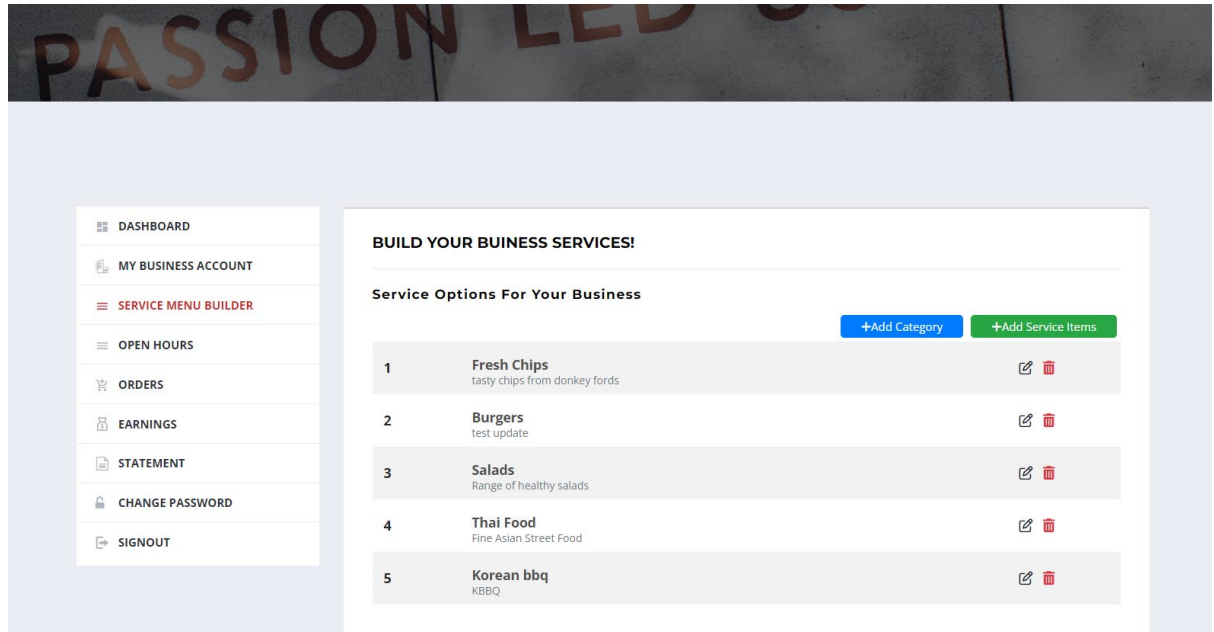 PASSION LED
DASHBOARD
MY BUSINESS ACCOUNT
SERVICE MENU BUILDER
OPEN HOURS
ORDERS
EARNINGS
STATEMENT
CHANGE PASSWORD
SIGNOUT
BUILD YOUR BUINESS SERVICES!
Service Options For Your Business
+Add Category
+Add Service Items
1
Fresh Chips
tasty chips from donkey fords
2
Burgers
test update
3
Salads
Range of healthy salads
4
Thai Food
Fine Asian Street Food
5
Korean bbq
KBBQ